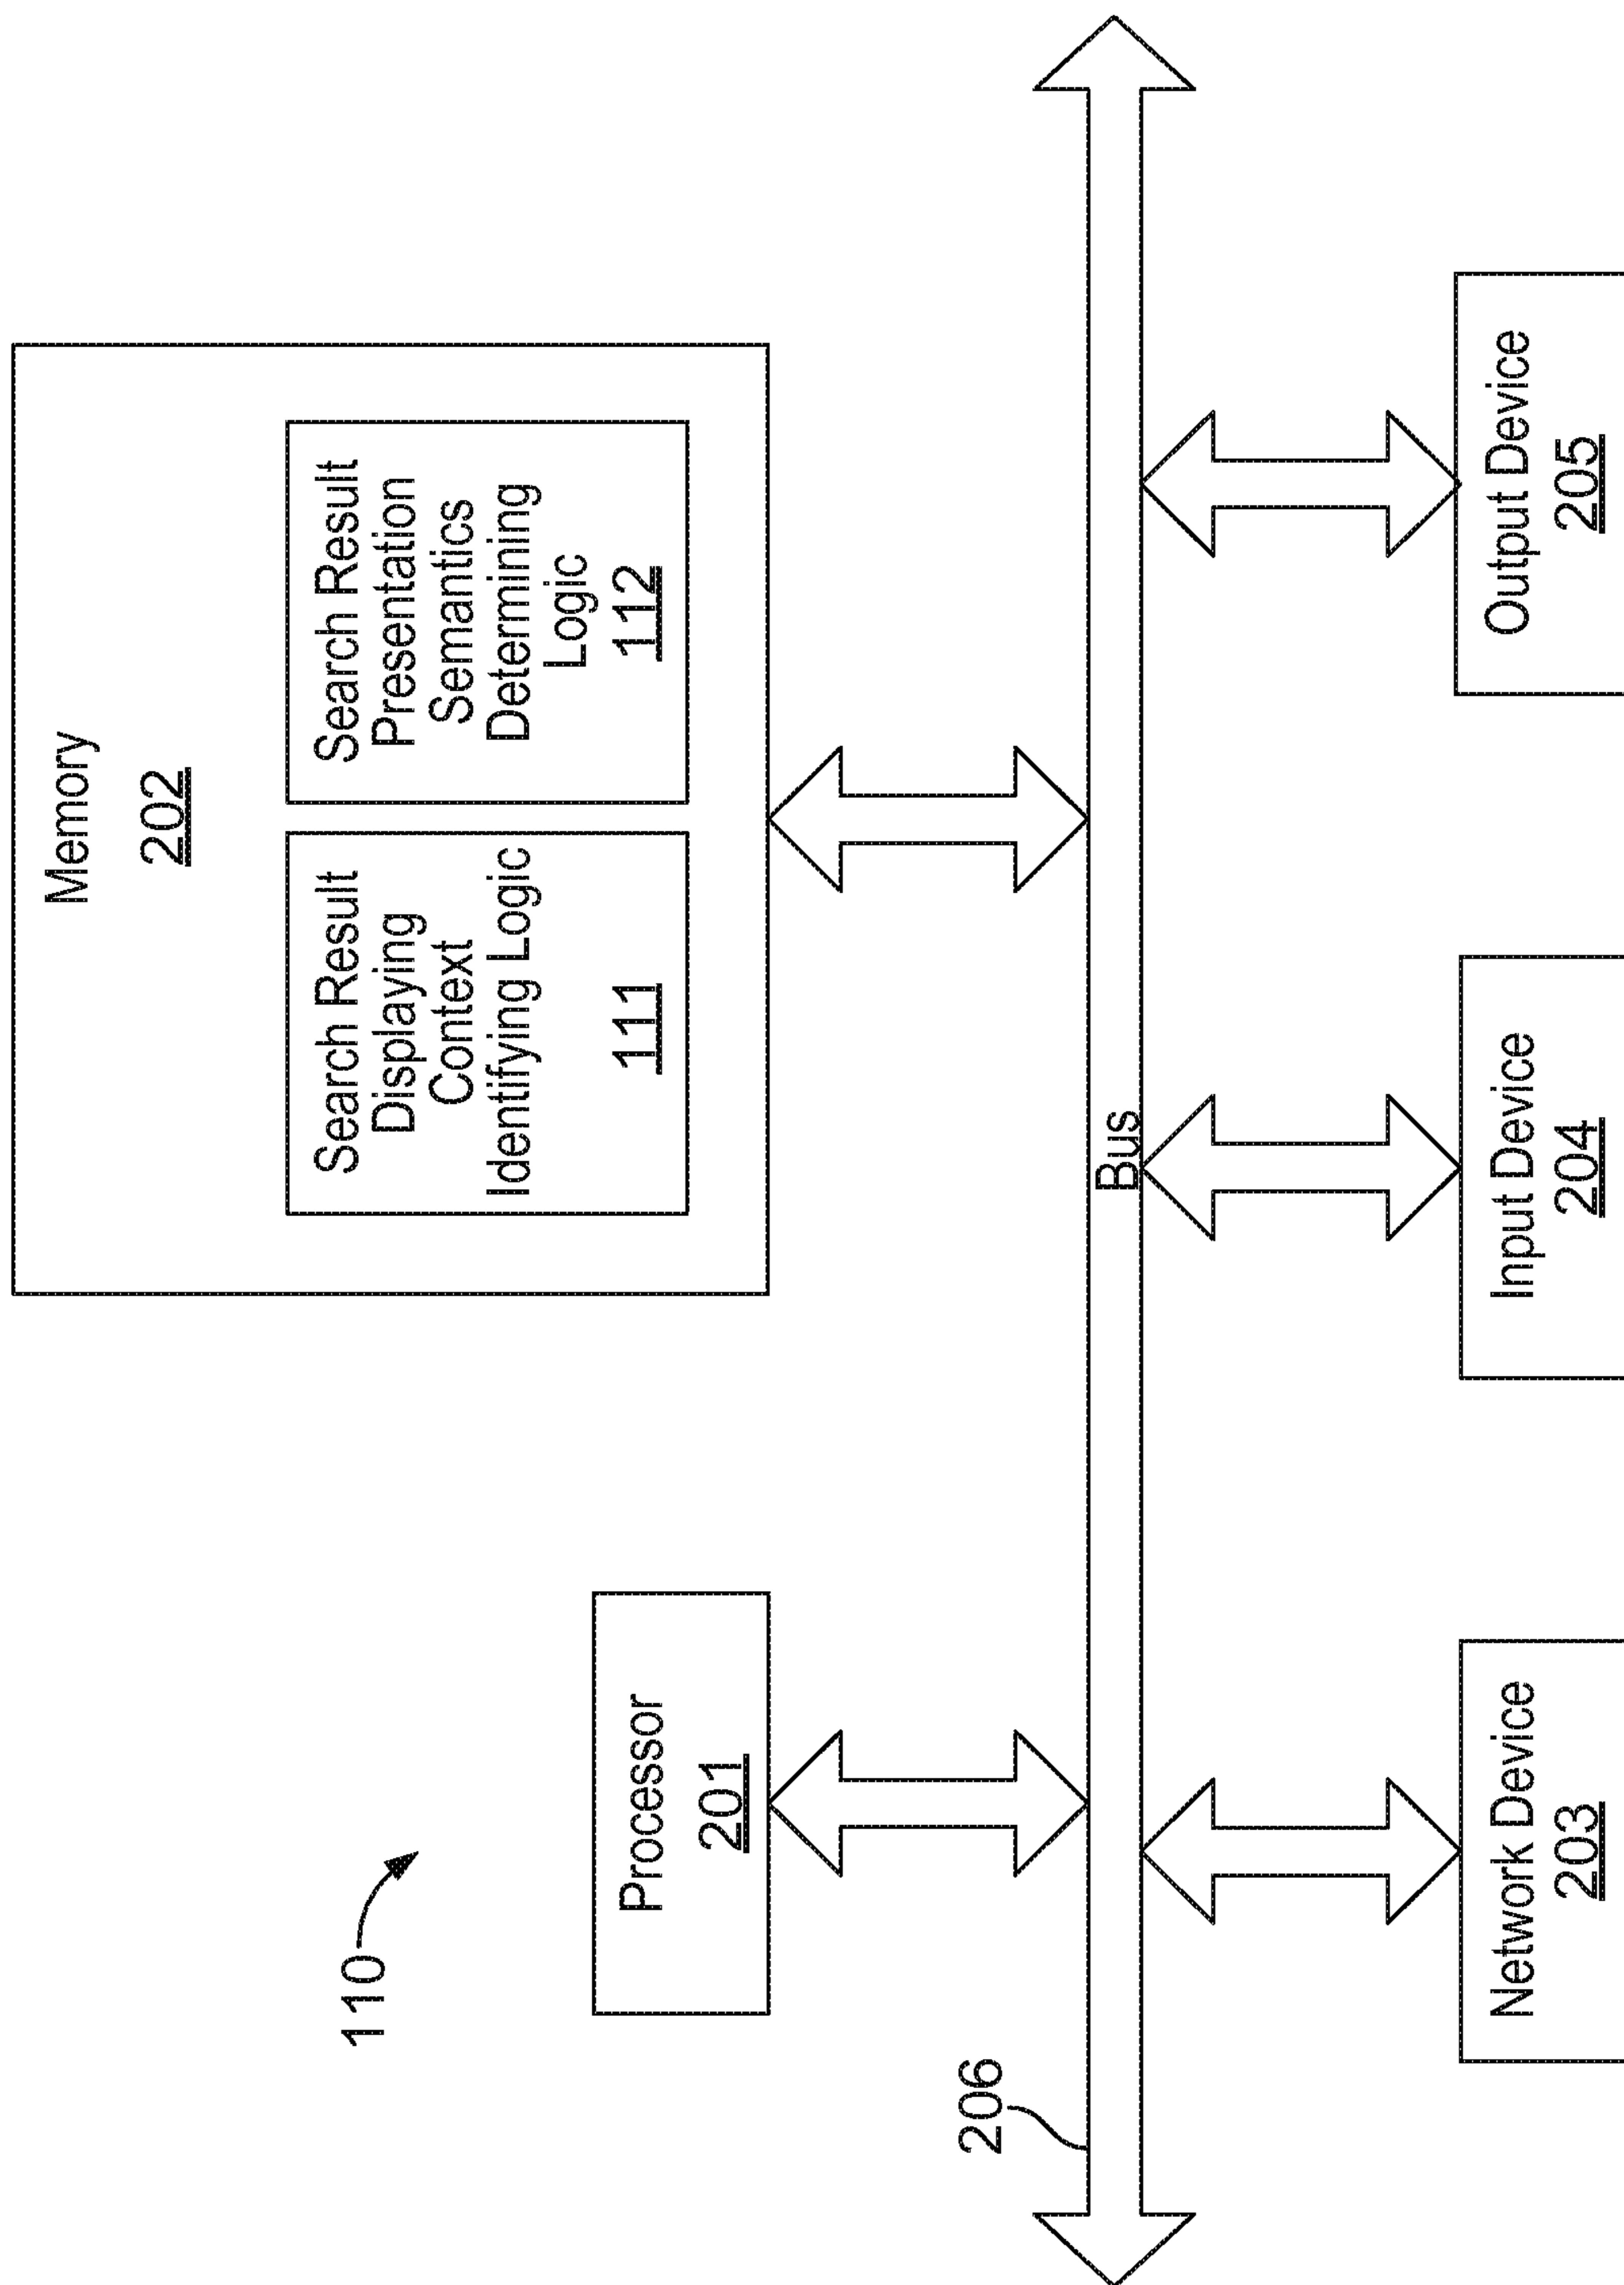 Memory
202
Search Result
Displaying
Context
Identifying Logic
111
Search Result
Presentation
Semantics
Determining
Logic
112
110
Processor
201
206
Bus
Network Device
203
Input Device
204
Output Device
205